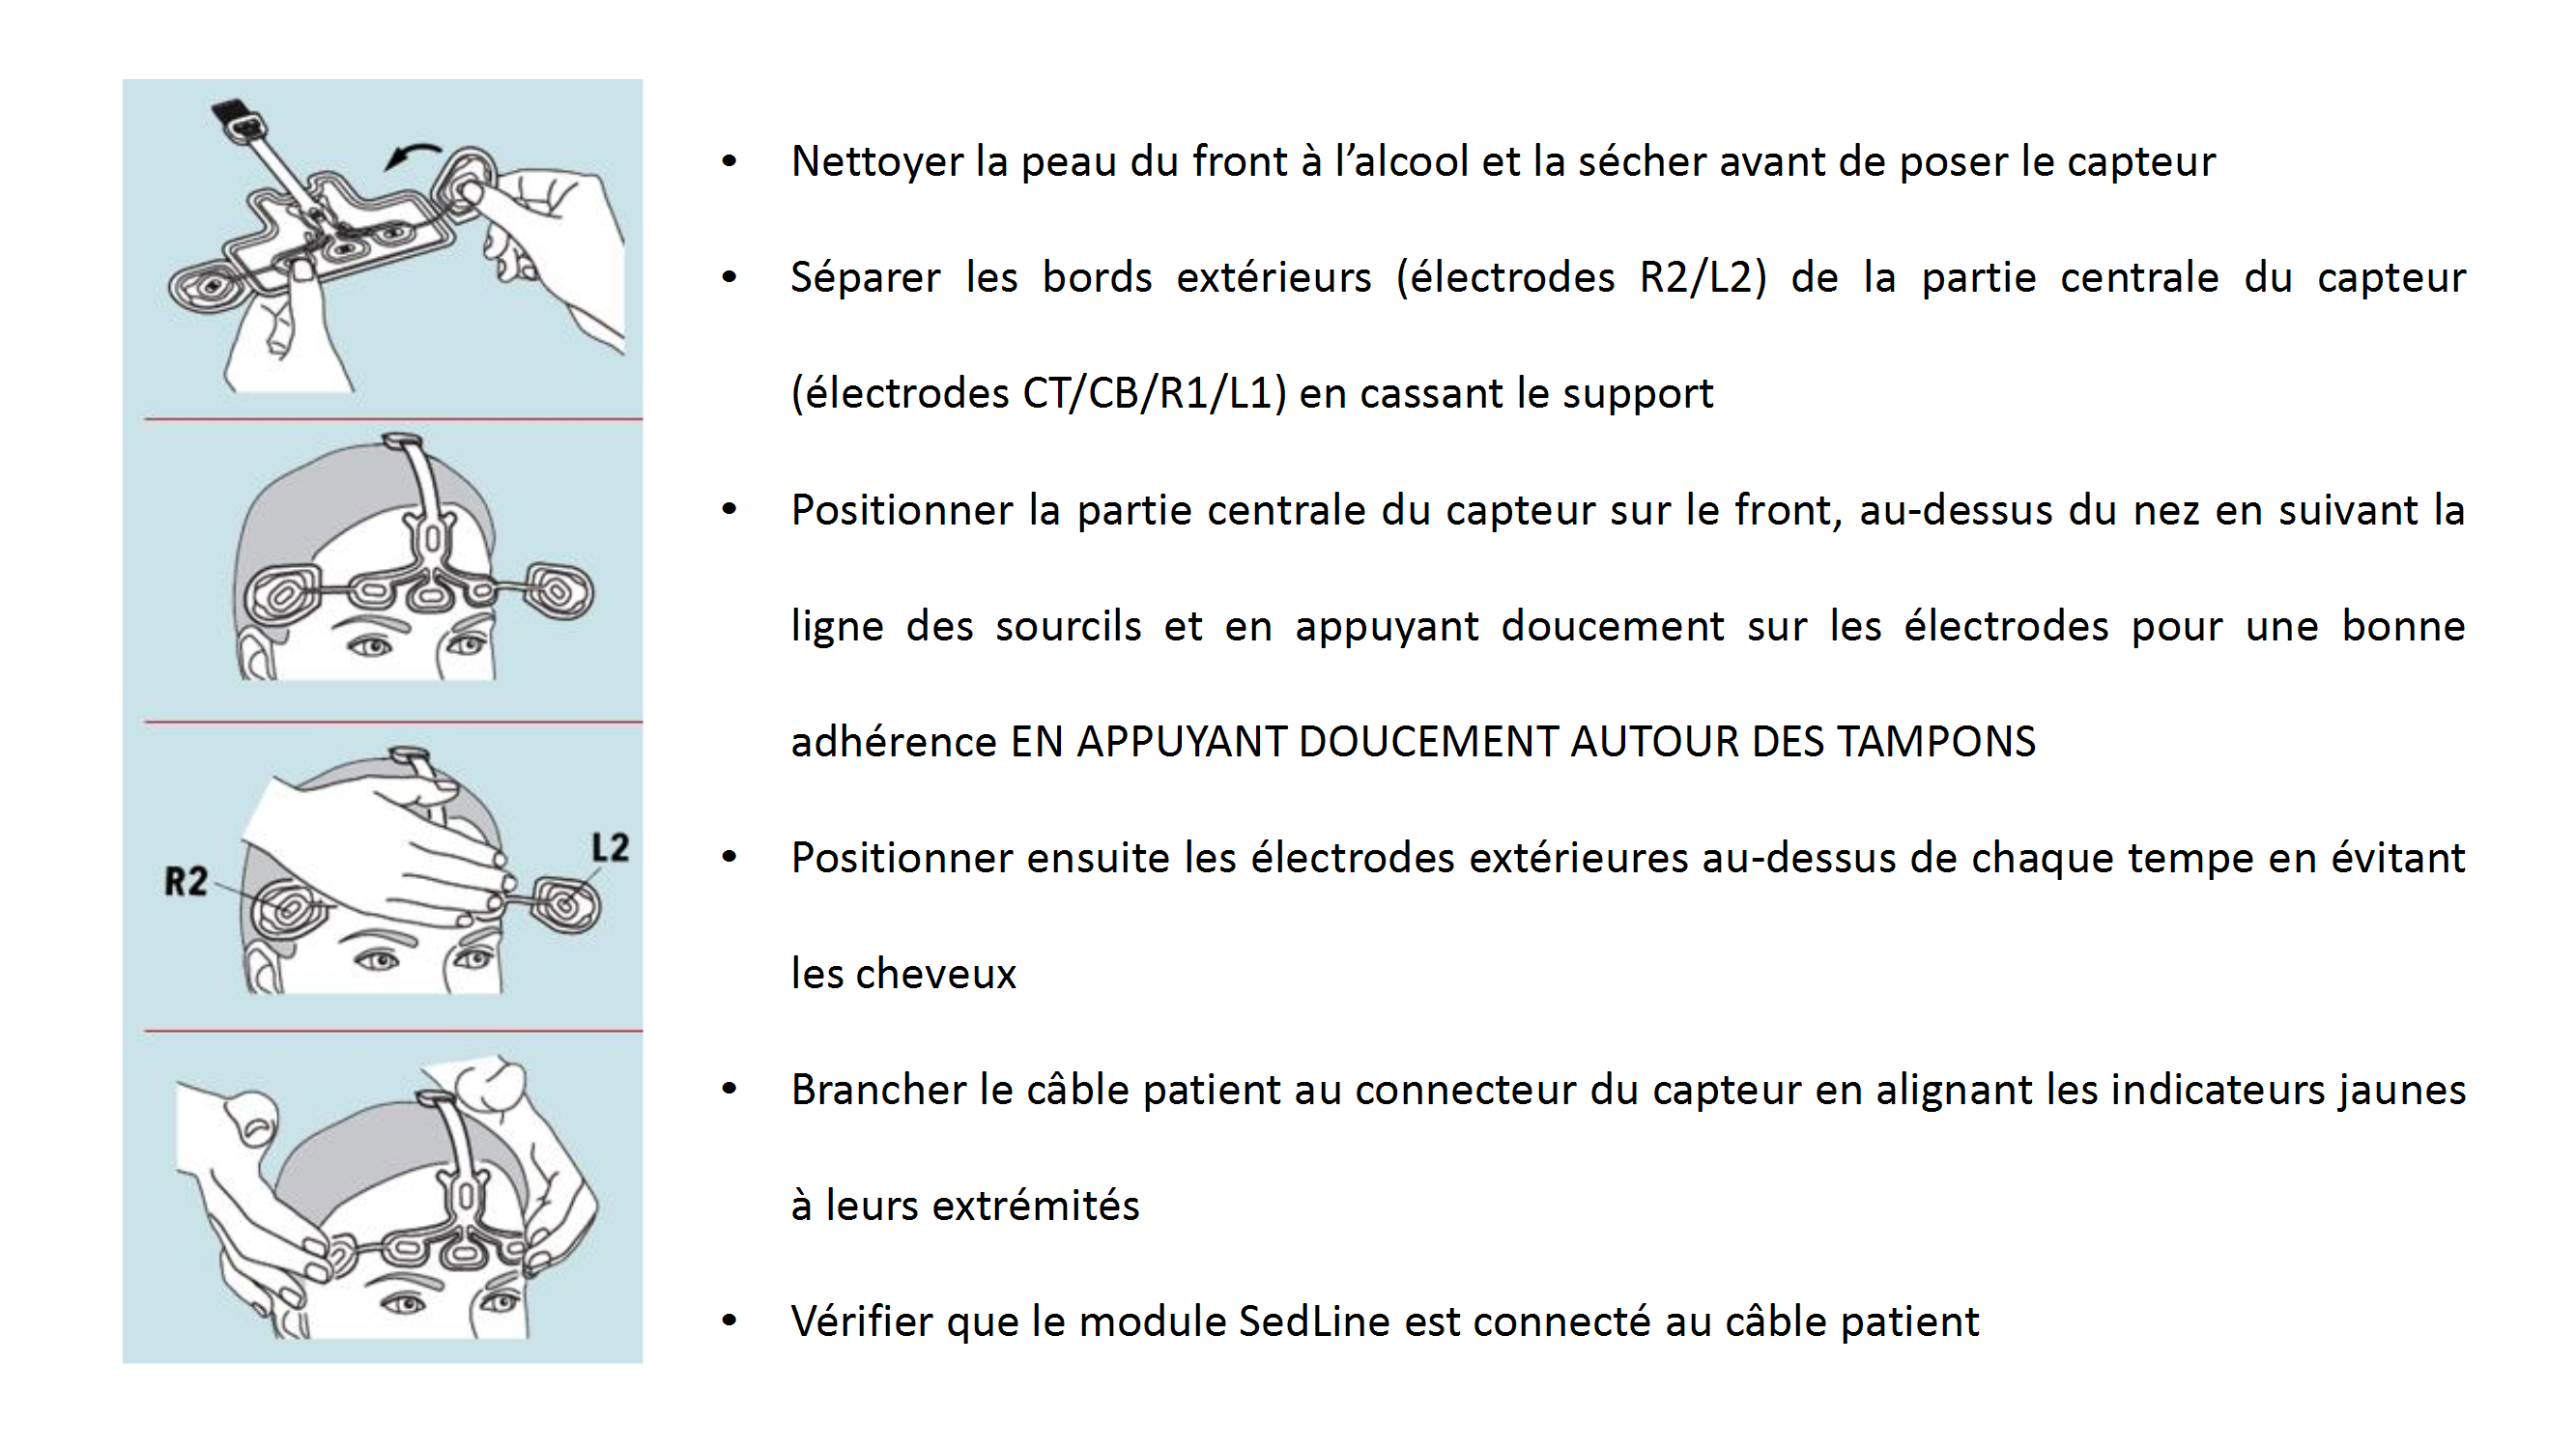 • Nettoyer la peau du front à l’alcool et la sécher avant de poser le capteur
• Séparer les bords extérieurs (électrodes R2/L2) de la partie centrale du capteur
(électrodes CT/CB/R1/L1) en cassant le support
• Positionner la partie centrale du capteur sur le front, au-dessus du nez en suivant la
ligne des sourcils et en appuyant doucement sur les électrodes pour une bonne
adhérence EN APPUYANT DOUCEMENT AUTOUR DES TAMPONS
R2
L2
• Positionner ensuite les électrodes extérieures au-dessus de chaque tempe en évitant
les cheveux
• Brancher le câble patient au connecteur du capteur en alignant les indicateurs jaunes
à leurs extrémités
• Vérifier que le module SedLine est connecté au câble patient